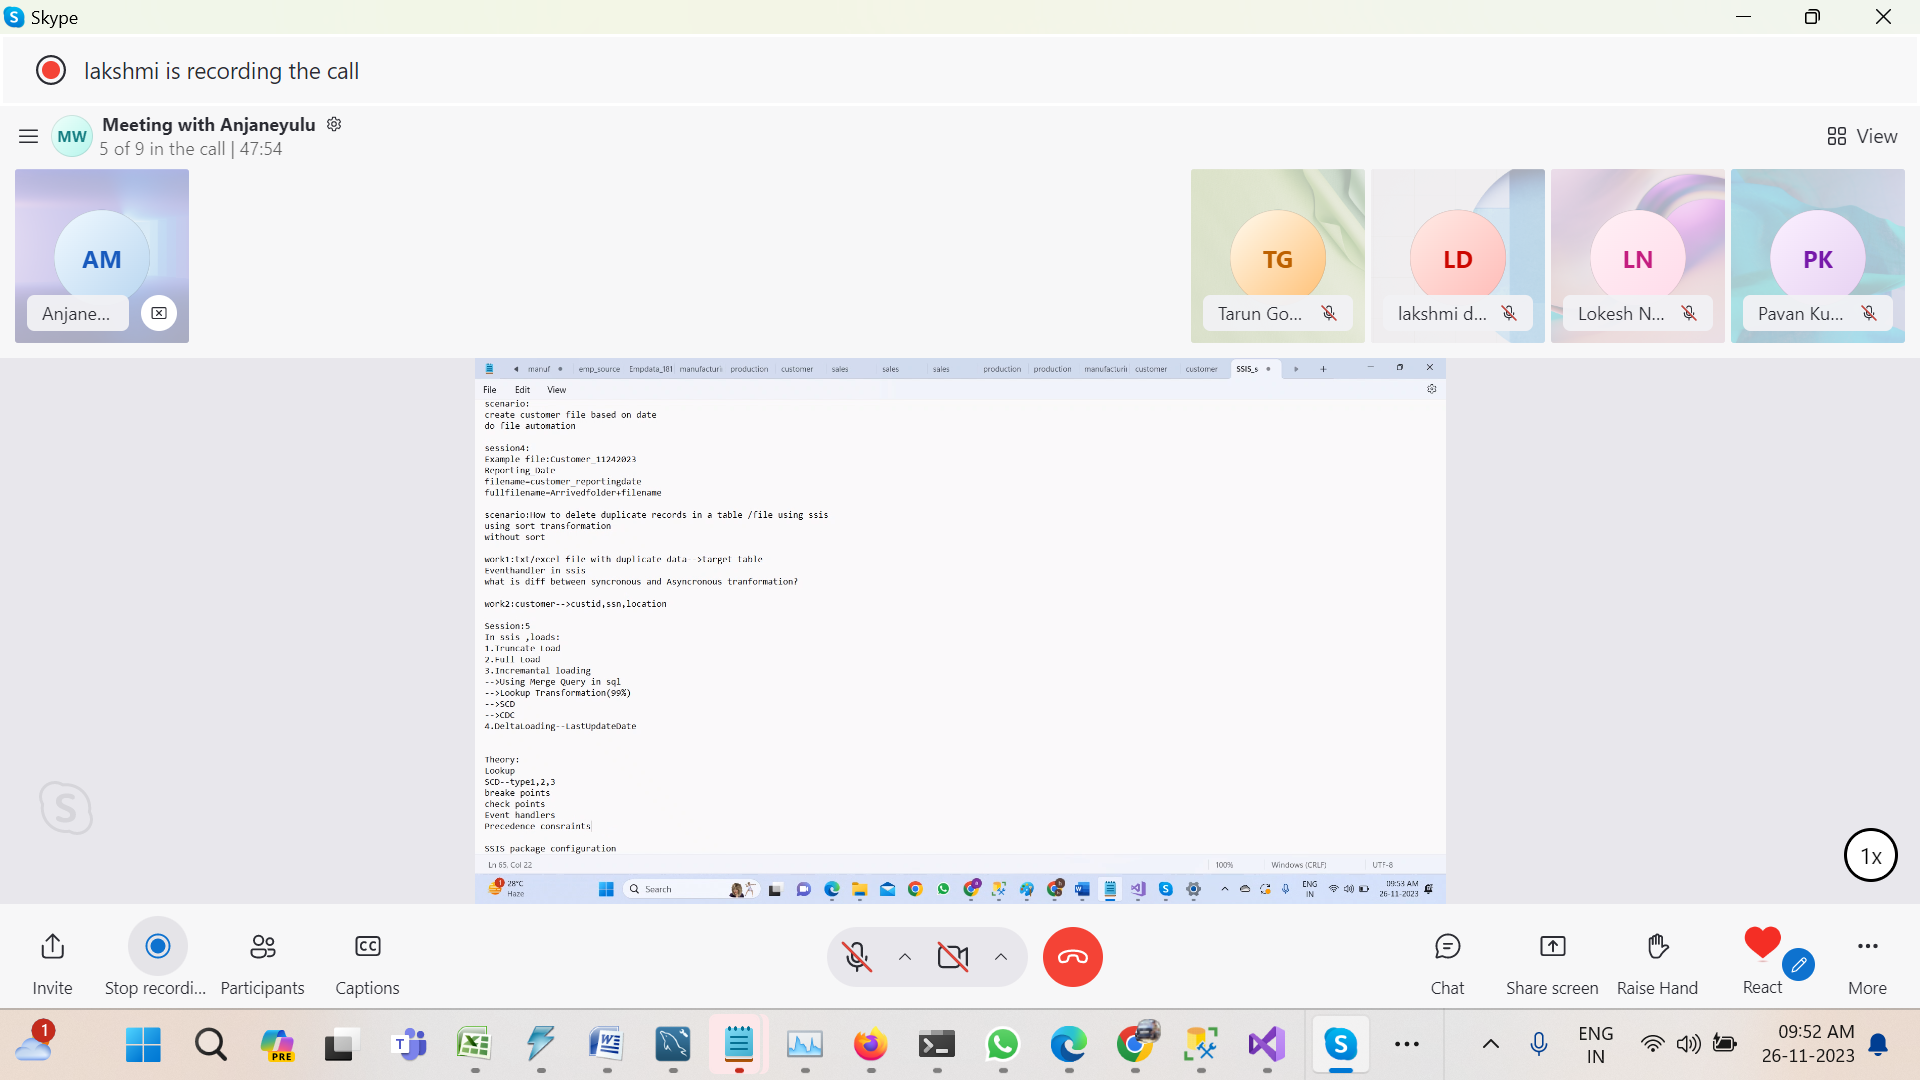 Skype
lakshmi is recording the call
MW
Meeting with Anjaneyulu
5 of 9 in the call | 47:54
View
AM
Anjane...
TG
Tarun Go...
LD
lakshmi d...
LN
Lokesh N...
PK
Pavan Ku...
manuf emp_source Empdata_181 manufacturi production customer sales sales sales production production manufacturi customer customer SSIS_s
File Edit View
scenario:
create customer file based on date
do file automation
session4:
Example file:Customer_11242023
Reporting Date
filename=customer_reportingdate
fullfilename=Arrivedfolder+filename
scenario:How to delete duplicate records in a table /file using ssis
using sort transformation
without sort
work1:txt/excel file with duplicate data-->target table
Eventhandler in ssis
what is diff between syncronous and Asyncronous tranformation?
work2:customer-->custid,ssn,location
Session:5
In ssis ,loads:
1.Truncate Load
2.Full Load
3.Incremantal loading
-->Using Merge Query in sql
-->Lookup Transformation(99%)
-->SCD
-->CDC
4.DeltaLoading--LastUpdateDate
Theory:
Lookup
SCD--type1,2,3
breake points
check points
Event handlers
Precedence consraints
SSIS package configuration
Ln 65, Col 22 100% Windows (CRLF) UTF-8
1
28°C
Haze
Search
ENG
IN
09:53 AM
26-11-2023
1x
Invite
Stop recordi...
Participants
CC
Captions
Chat
Share screen
Raise Hand
React
More
1
PRE
ENG
IN
09:52 AM
26-11-2023